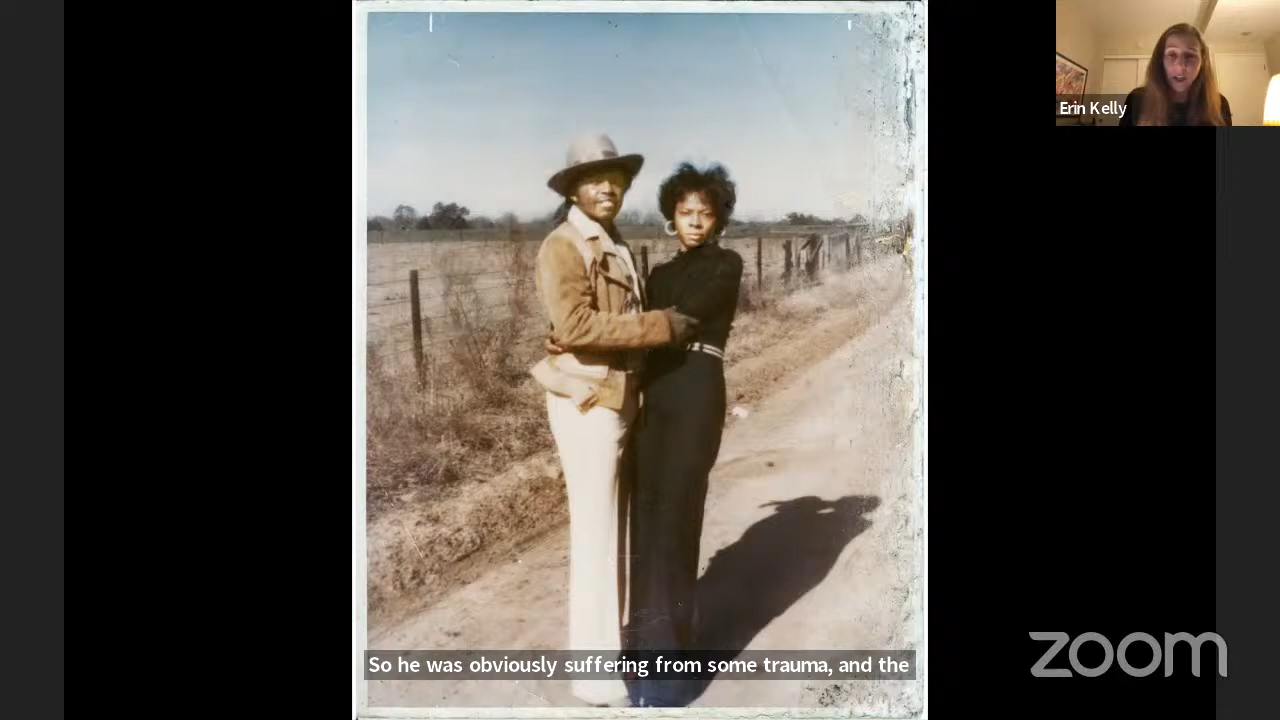 Erin Kelly
So he was obviously suffering from some trauma, and the
zoom